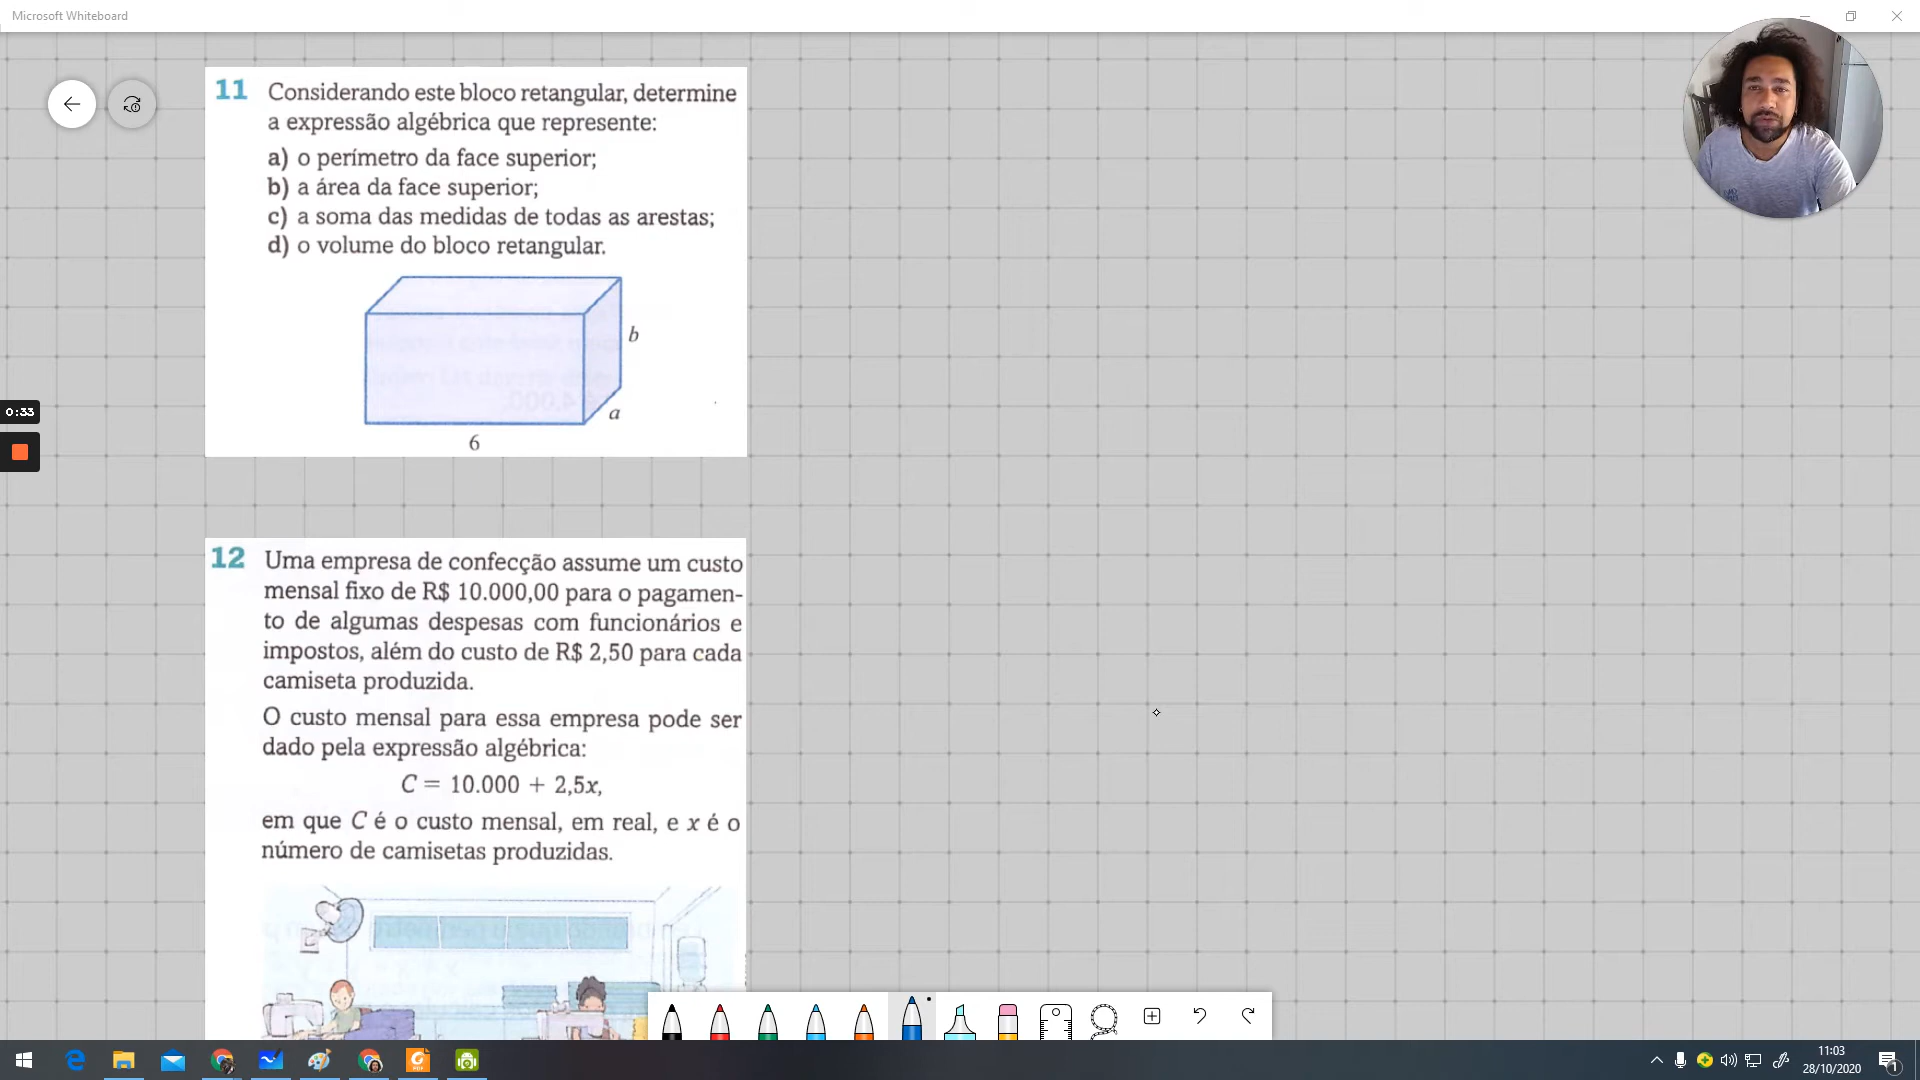 Microsoft Whiteboard
11 Considerando este bloco retangular, determine
a expressão algébrica que represente:
a) o perímetro da face superior;
b) a área da face superior;
c) a soma das medidas de todas as arestas;
d) o volume do bloco retangular.
b
a
6
0:33
12 Uma empresa de confecção assume um custo
mensal fixo de R$ 10.000,00 para o pagamen-
to de algumas despesas com funcionários e
impostos, além do custo de R$ 2,50 para cada
camiseta produzida.
O custo mensal para essa empresa pode ser
dado pela expressão algébrica:
C = 10.000 + 2,5x,
em que C é o custo mensal, em real, e x é o
número de camisetas produzidas.
11:03
28/10/2020
1